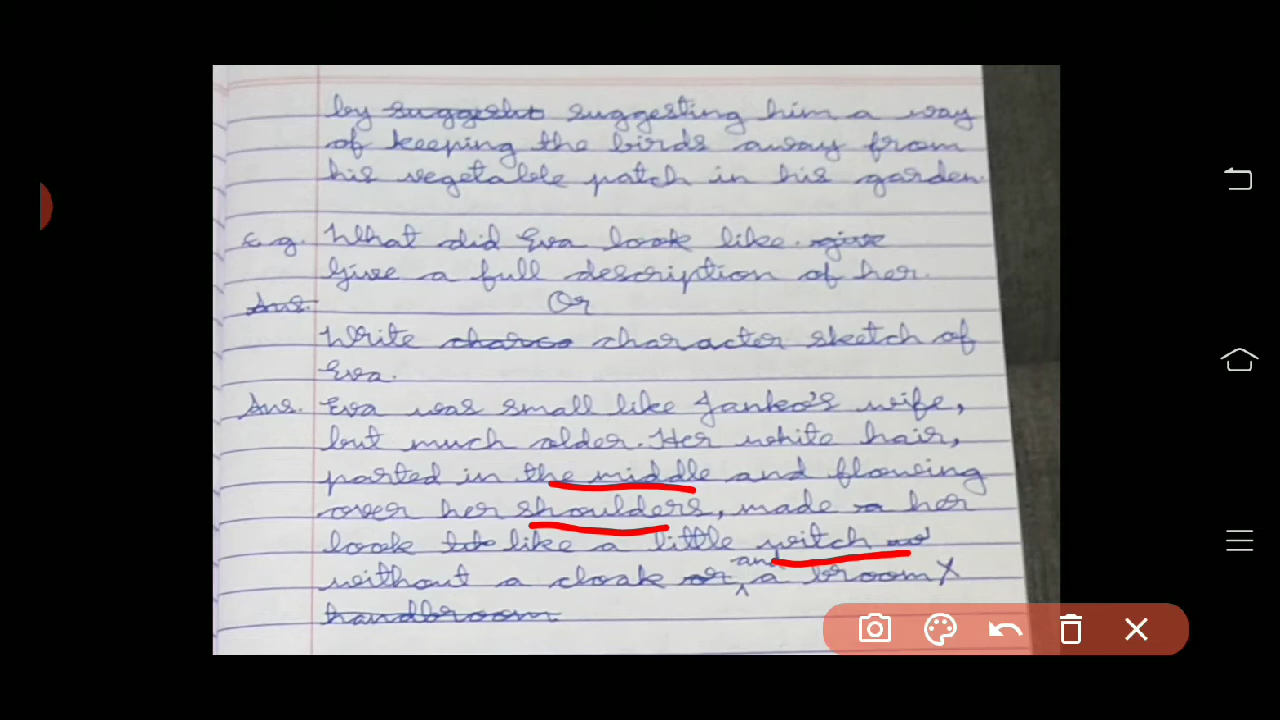 by suggesht suggesting him a way
of keeping the birds away from
his vegetable patch in his garden.
E g. What did Eva look like. give
Give a full description of her.
Ans.
Or
Write charco character sketch of
Eva.
Ans. Eva was small like Janko's wife,
but much older. Her white hair,
parted in the middle and flowing
over her shoulders, made a her
look to like a little witch
without a cloak or and a broom
handbroom